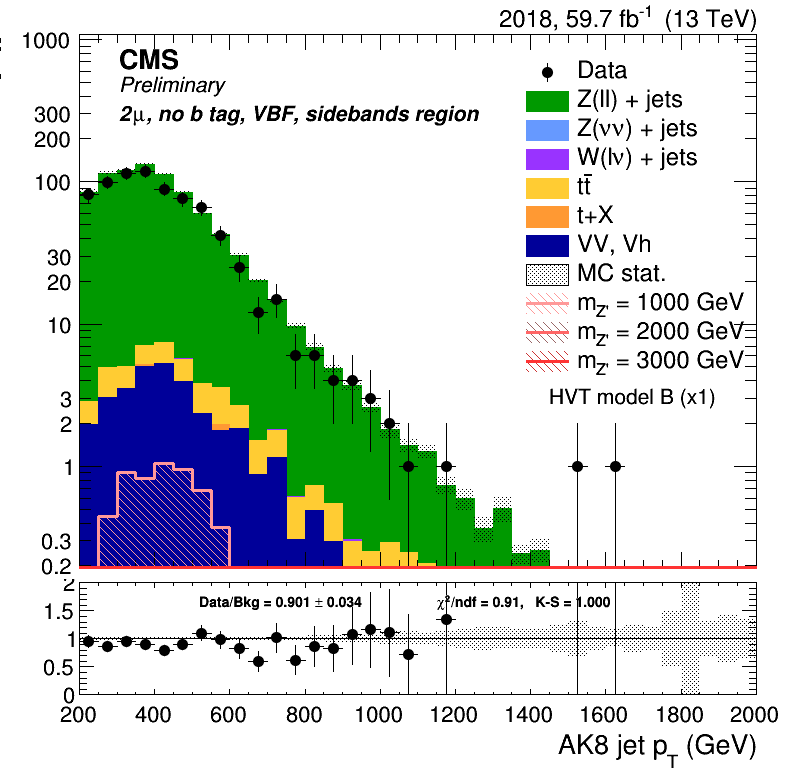 2018, 59.7 fb⁻¹ (13 TeV)
CMS
Preliminary
2μ, no b tag, VBF, sidebands region
Data
Z(ll) + jets
Z(νν) + jets
W(lν) + jets
tt̄
t+X
VV, Vh
MC stat.
m_Z' = 1000 GeV
m_Z' = 2000 GeV
m_Z' = 3000 GeV
HVT model B (x1)
1000
300
200
100
30
20
10
3
2
1
0.3
0.2
Data/Bkg = 0.901 ± 0.034
χ²/ndf = 0.91, K-S = 1.000
2
1.5
1
0.5
0
200 400 600 800 1000 1200 1400 1600 1800 2000
AK8 jet p_T (GeV)